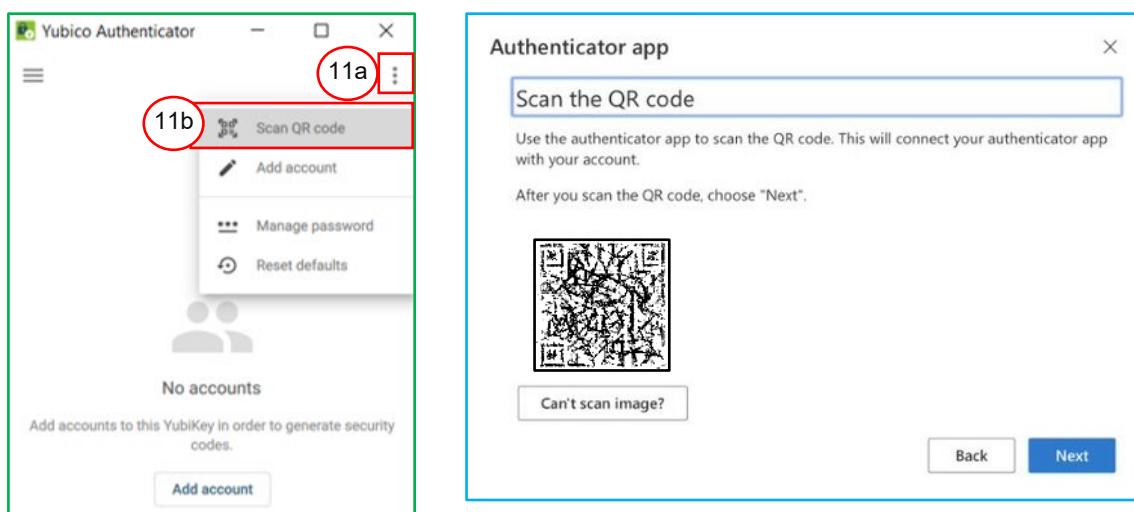 Yubico Authenticator
11a
11b
Scan QR code
Add account
Manage password
Reset defaults
No accounts
Add accounts to this YubiKey in order to generate security
codes.
Add account
Authenticator app
Scan the QR code
Use the authenticator app to scan the QR code. This will connect your authenticator app
with your account.
After you scan the QR code, choose "Next".
Can't scan image?
Back
Next